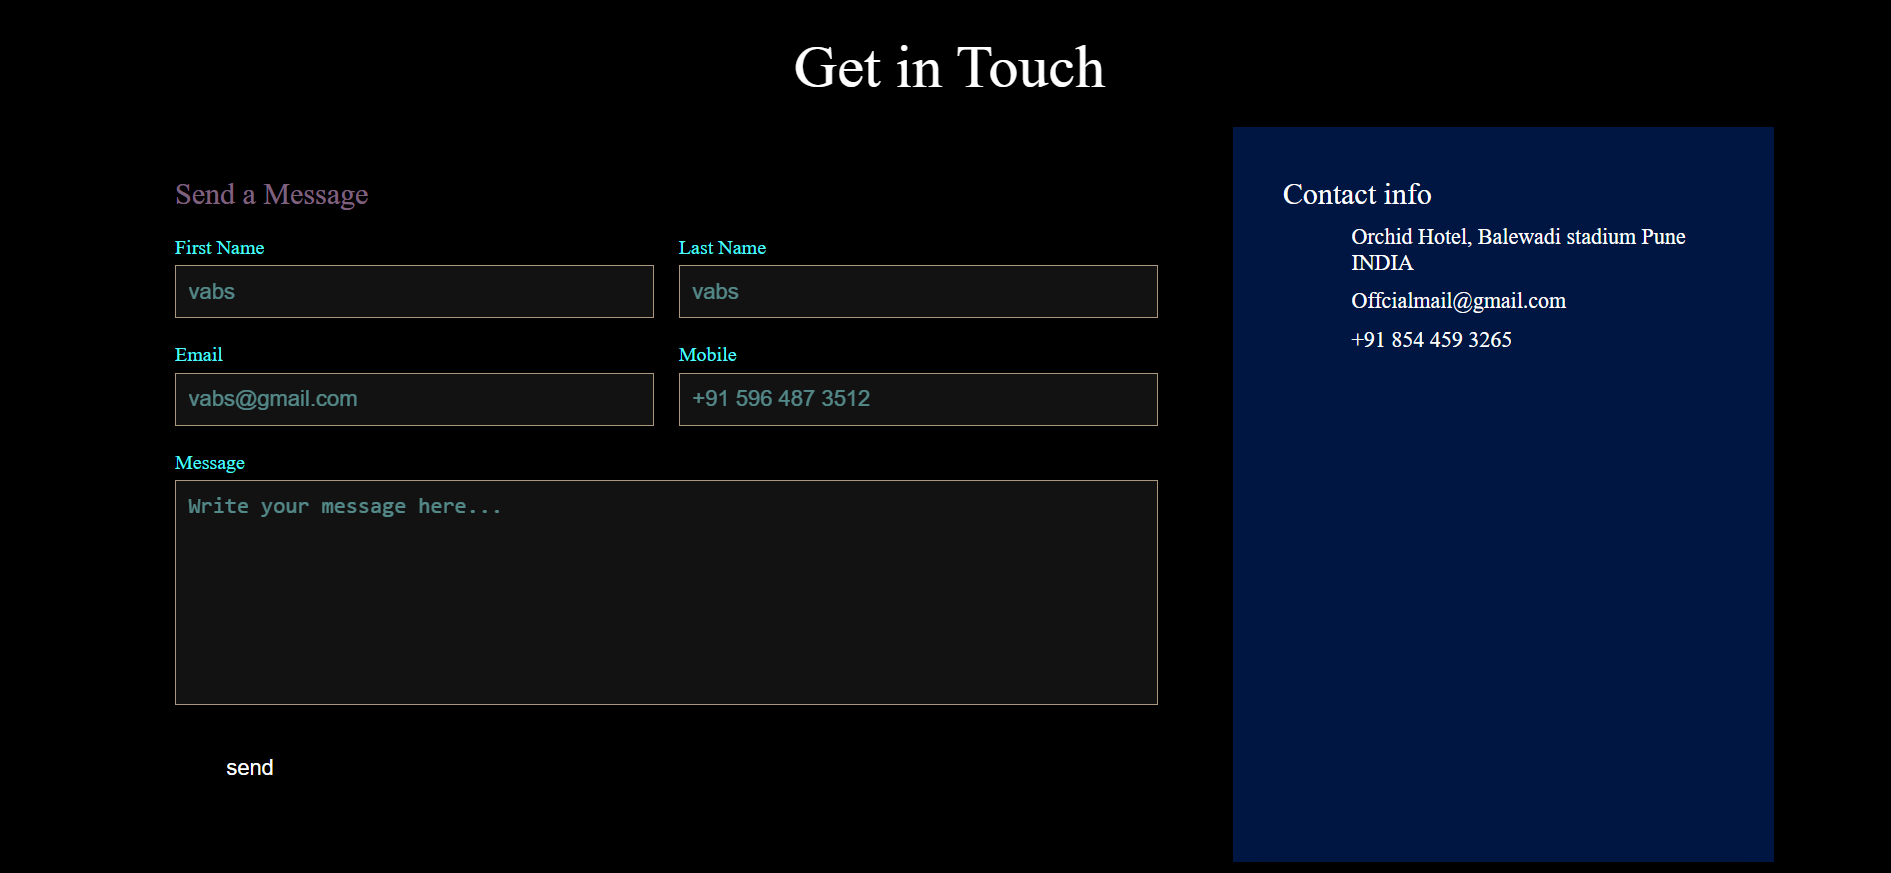 Get in Touch
Send a Message
First Name
Last Name
vabs
vabs
Email
Mobile
vabs@gmail.com
+91 596 487 3512
Message
Write your message here...
send
Contact info
Orchid Hotel, Balewadi stadium Pune
INDIA
Offcialmail@gmail.com
+91 854 459 3265